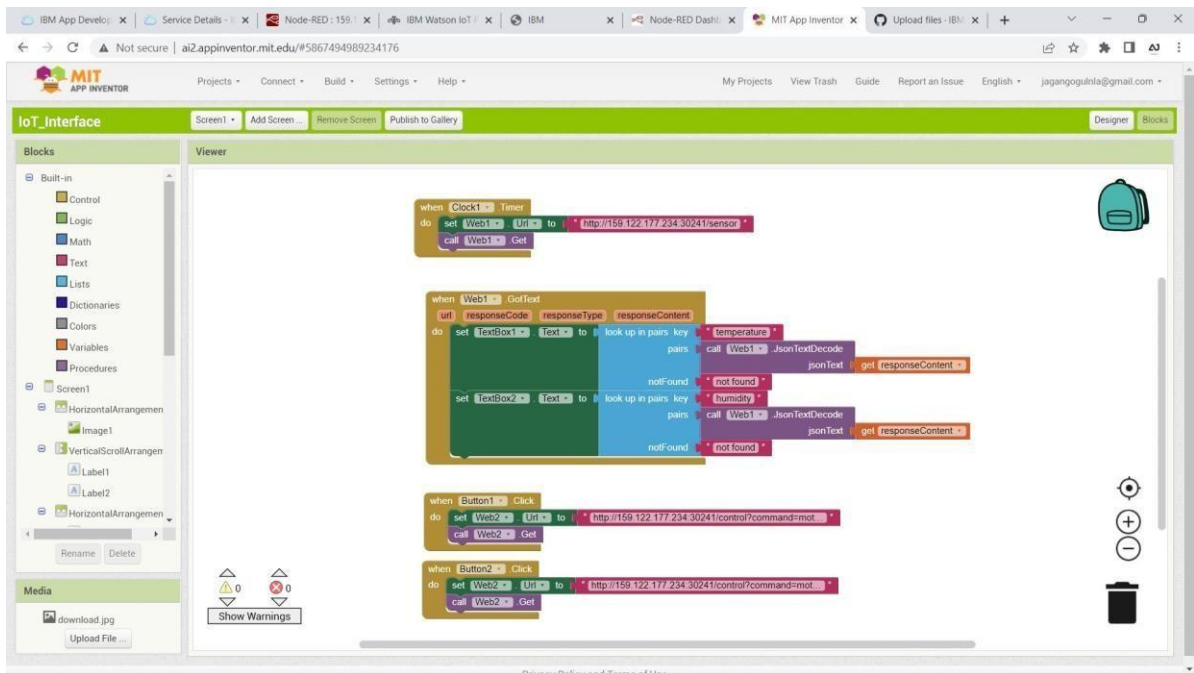 IBM App Develop Service Details - Node-RED : 159.1 IBM Watson IoT IBM Node-RED Dash MIT App Inventor Upload files · IBM
Not secure ai2.appinventor.mit.edu/#5867494989234176
MIT APP INVENTOR
Projects Connect Build Settings Help My Projects View Trash Guide Report an Issue English jagangogulnla@gmail.com
IoT_Interface Screen1 Add Screen ... Remove Screen Publish to Gallery Designer Blocks
Blocks Viewer
Built-in
Control
Logic
Math
Text
Lists
Dictionaries
Colors
Variables
Procedures
Screen1
HorizontalArrangemen
Image1
VerticalScrollArrangen
Label1
Label2
HorizontalArrangemen
Rename Delete
Media
download.jpg
Upload File ...
when Clock1 .Timer
do set Web1 . Url to " http://159.122.177.234:30241/sensor "
call Web1 .Get
when Web1 .GotText
url responseCode responseType responseContent
do set TextBox1 . Text to look up in pairs key " temperature "
pairs call Web1 .JsonTextDecode
jsonText get responseContent
notFound " not found "
set TextBox2 . Text to look up in pairs key " humidity "
pairs call Web1 .JsonTextDecode
jsonText get responseContent
notFound " not found "
when Button1 .Click
do set Web2 . Url to " http://159.122.177.234:30241/control?command=mot... "
call Web2 .Get
when Button2 .Click
do set Web2 . Url to " http://159.122.177.234:30241/control?command=mot... "
call Web2 .Get
0 0
Show Warnings
Privacy Policy and Terms of Use